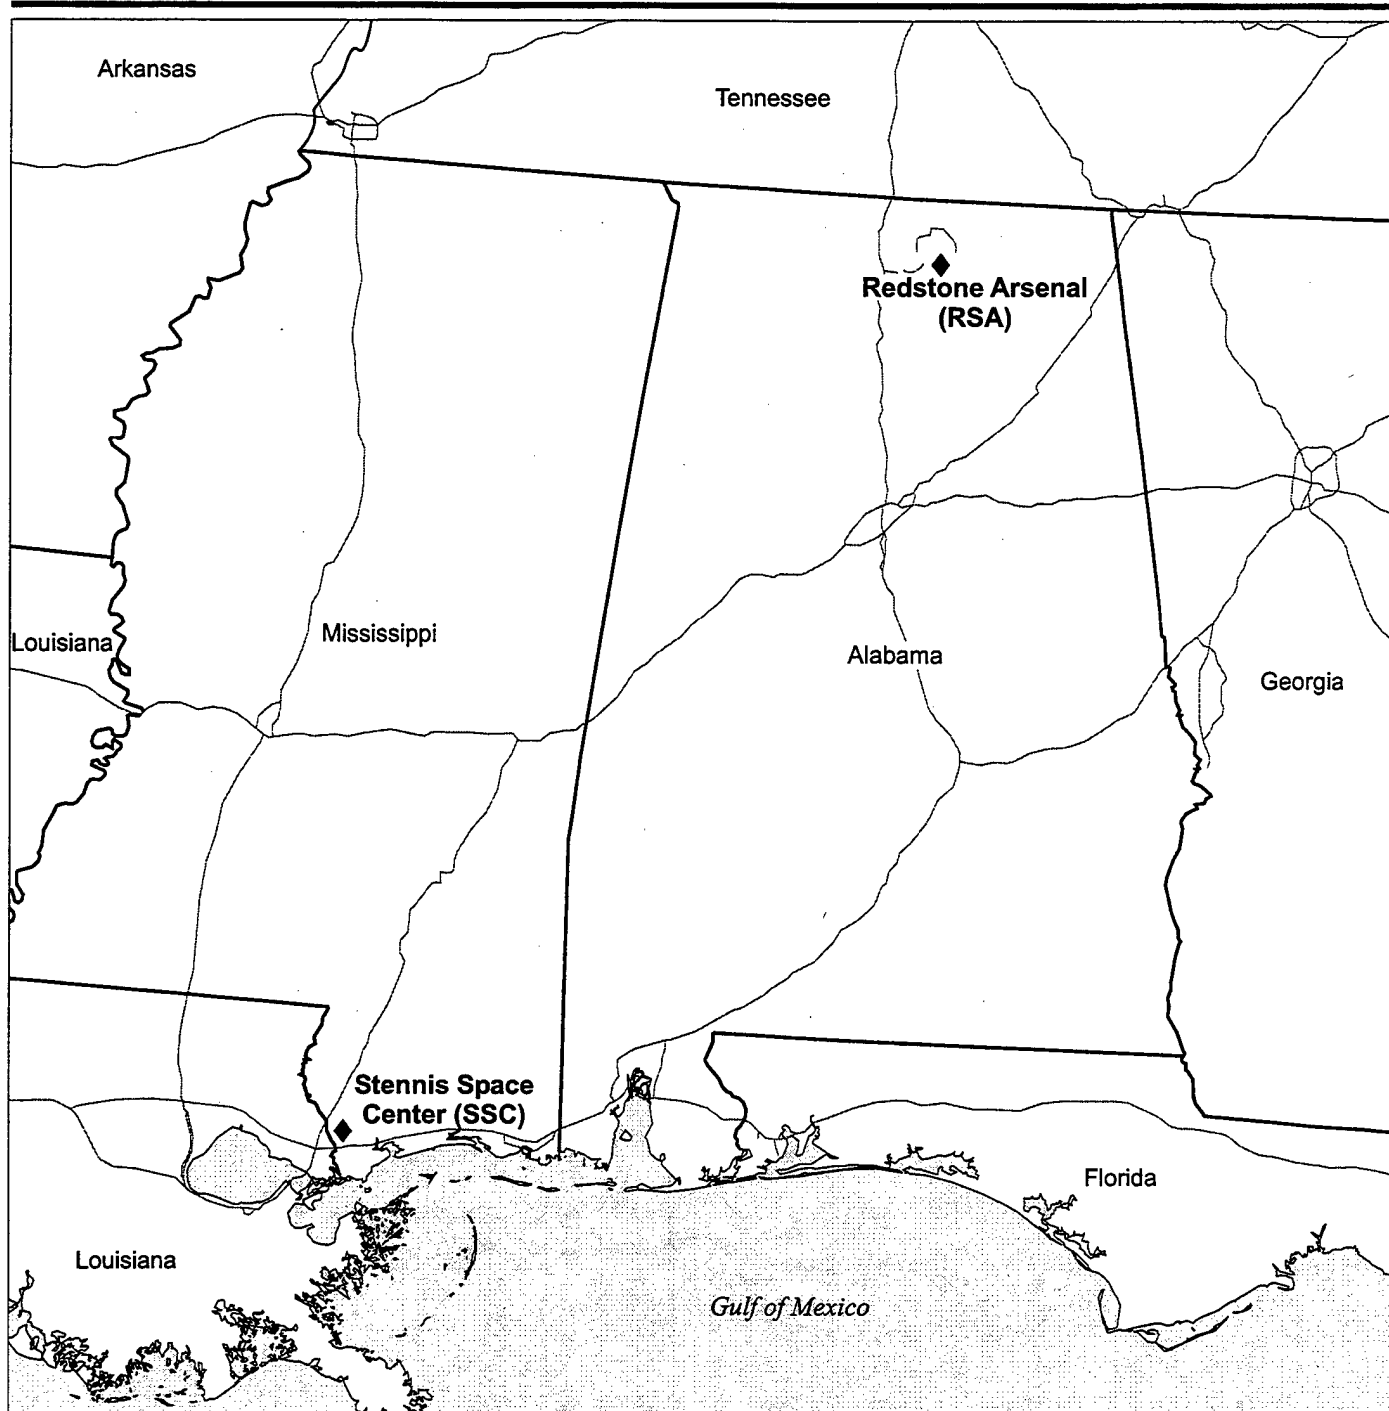 Arkansas
Tennessee
Redstone Arsenal
(RSA)
Louisiana
Mississippi
Alabama
Georgia
Stennis Space
Center (SSC)
Florida
Louisiana
Gulf of Mexico